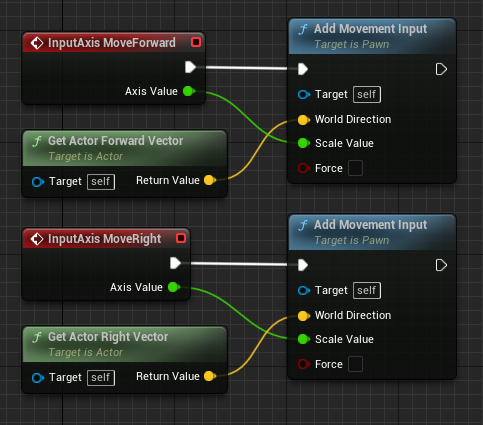 InputAxis MoveForward
Axis Value
Add Movement Input
Target is Pawn
Target self
World Direction
Scale Value
Force
Get Actor Forward Vector
Target is Actor
Target self Return Value
InputAxis MoveRight
Axis Value
Add Movement Input
Target is Pawn
Target self
World Direction
Scale Value
Force
Get Actor Right Vector
Target is Actor
Target self Return Value